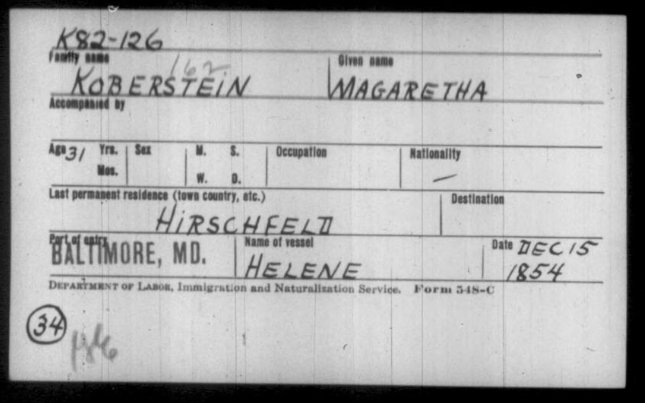 K82-126
Family name Given name
162
KOBERSTEIN MAGARETHA
Accompanied by
Age 31 Yrs. Sex M. S. Occupation Nationality
Mos. W. D. —
Last permanent residence (town country, etc.) Destination
HIRSCHFELD
Port of entry Name of vessel Date DEC 15
BALTIMORE, MD. HELENE 1854
DEPARTMENT OF LABOR, Immigration and Naturalization Service. Form 548-C
34